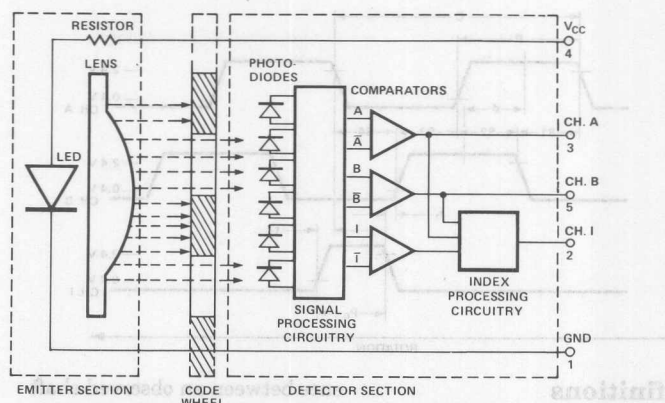 RESISTOR
VCC
4
LENS
PHOTO-
DIODES
COMPARATORS
A
A̅
CH. A
3
LED
B
B̅
CH. B
5
I
I̅
CH. I
2
SIGNAL
PROCESSING
CIRCUITRY
INDEX
PROCESSING
CIRCUITRY
GND
1
EMITTER SECTION
CODE
WHEEL
DETECTOR SECTION